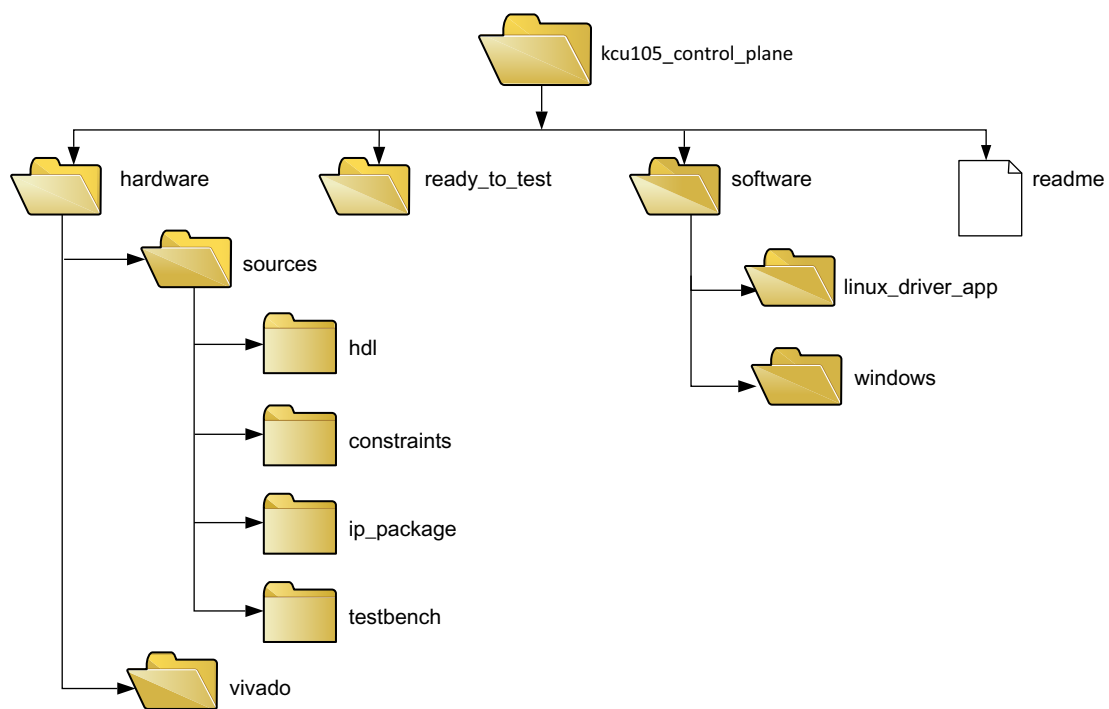 kcu105_control_plane
hardware
ready_to_test
software
readme
sources
linux_driver_app
hdl
windows
constraints
ip_package
testbench
vivado